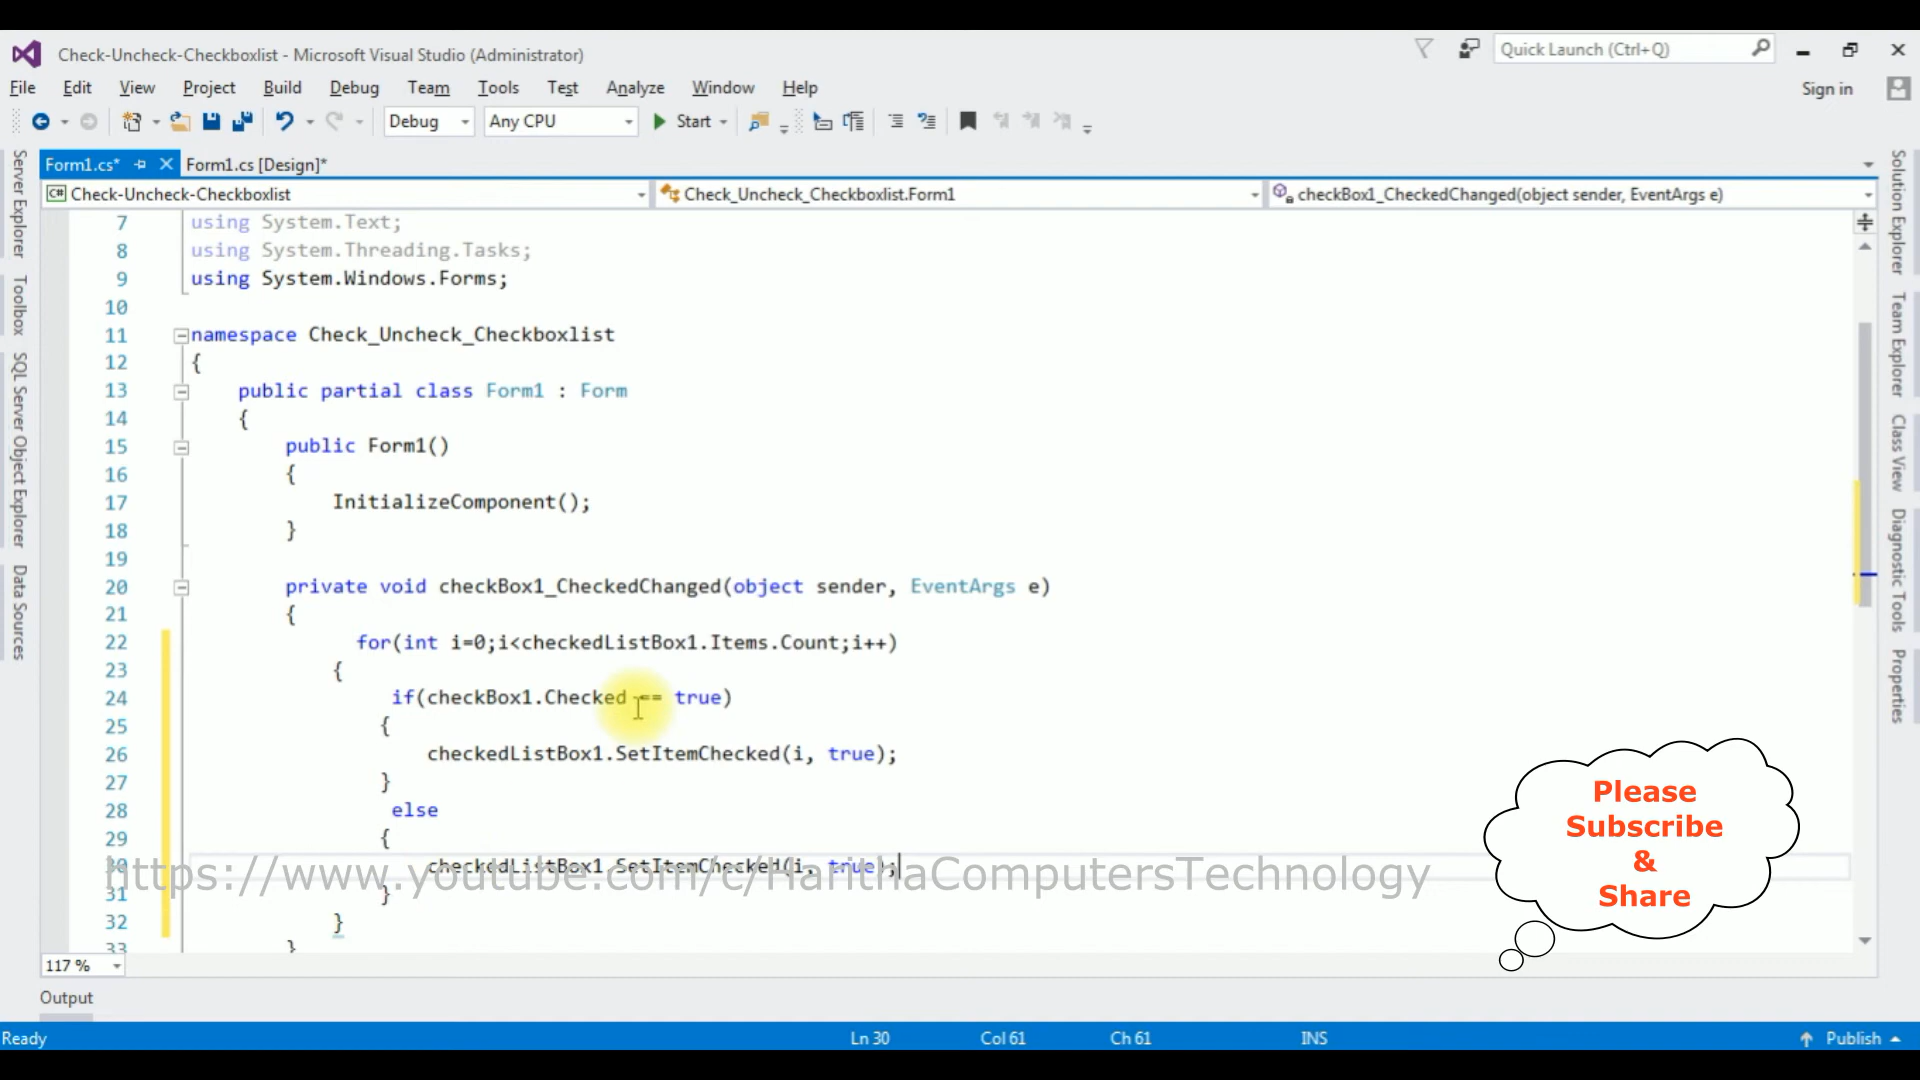 Check-Uncheck-Checkboxlist - Microsoft Visual Studio (Administrator)
Quick Launch (Ctrl+Q)
File Edit View Project Build Debug Team Tools Test Analyze Window Help
Sign in
Debug Any CPU Start
Form1.cs* Form1.cs [Design]*
C# Check-Uncheck-Checkboxlist Check_Uncheck_Checkboxlist.Form1 checkBox1_CheckedChanged(object sender, EventArgs e)
Server Explorer
Toolbox
SQL Server Object Explorer
Data Sources
7 using System.Text;
8 using System.Threading.Tasks;
9 using System.Windows.Forms;
10
11 namespace Check_Uncheck_Checkboxlist
12 {
13 public partial class Form1 : Form
14 {
15 public Form1()
16 {
17 InitializeComponent();
18 }
19
20 private void checkBox1_CheckedChanged(object sender, EventArgs e)
21 {
22 for(int i=0;i<checkedListBox1.Items.Count;i++)
23 {
24 if(checkBox1.Checked == true)
25 {
26 checkedListBox1.SetItemChecked(i, true);
27 }
28 else
29 {
30 checkedListBox1.SetItemChecked(i, true);
31 }
32 }
33 }
https://www.youtube.com/c/HarithaComputersTechnology
Please
Subscribe
&
Share
Solution Explorer
Team Explorer
Class View
Diagnostic Tools
Properties
117 %
Output
Ready Ln 30 Col 61 Ch 61 INS Publish